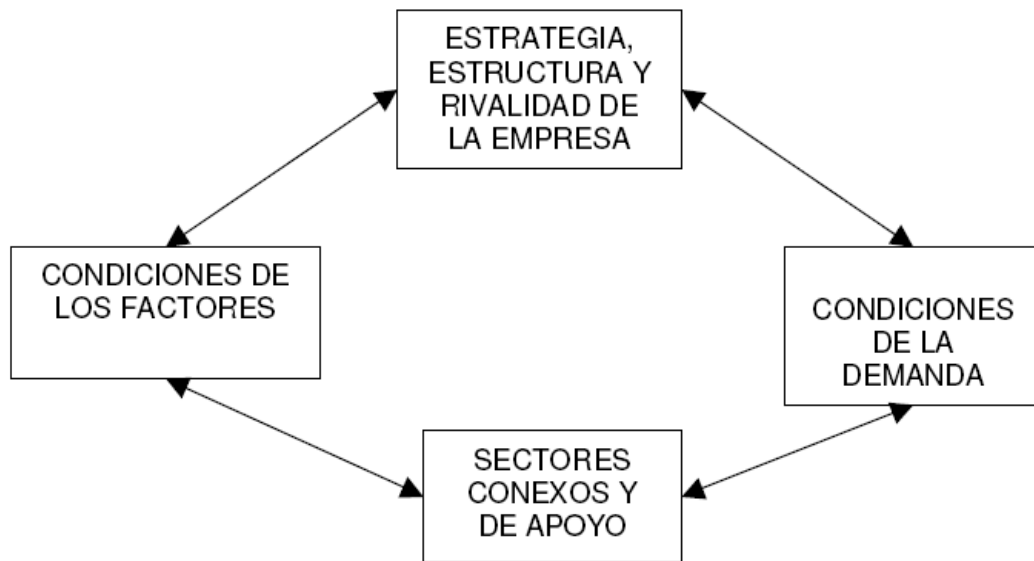 ESTRATEGIA,
ESTRUCTURA Y
RIVALIDAD DE
LA EMPRESA
CONDICIONES DE
LOS FACTORES
CONDICIONES
DE LA
DEMANDA
SECTORES
CONEXOS Y
DE APOYO